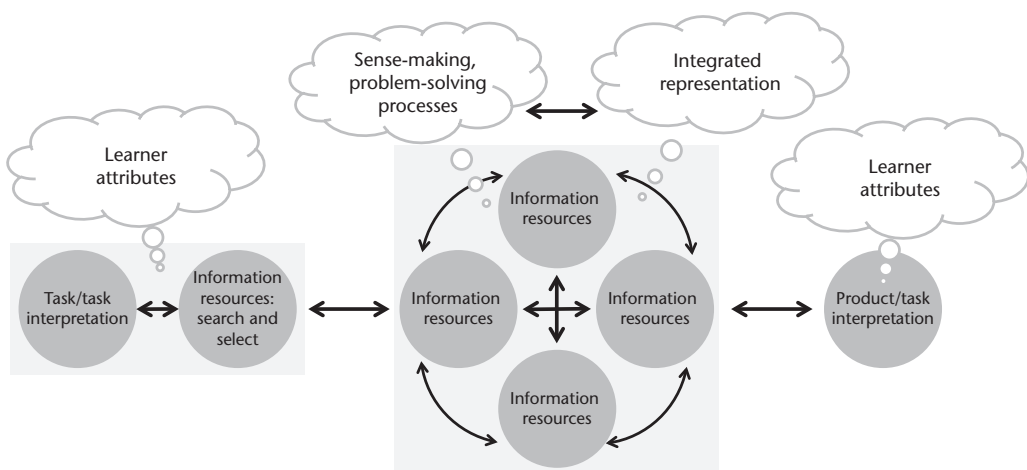 Sense-making,
problem-solving
processes
Integrated
representation
Learner
attributes
Learner
attributes
Information
resources
Task/task
interpretation
Information
resources:
search and
select
Information
resources
Information
resources
Product/task
interpretation
Information
resources